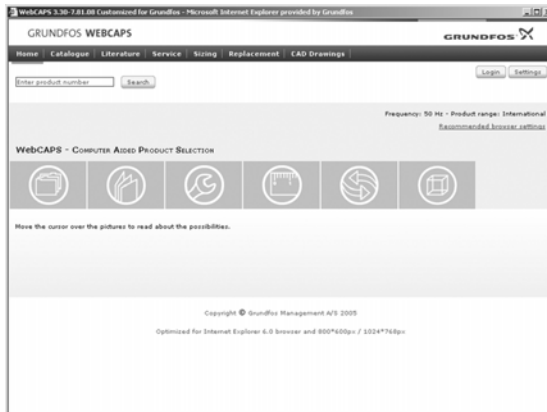 WebCAPS 3.30-7.81.08 Customized for Grundfos - Microsoft Internet Explorer provided by Grundfos
GRUNDFOS WEBCAPS
GRUNDFOS
Home | Catalogue | Literature | Service | Sizing | Replacement | CAD Drawings
Enter product number Search
Login Settings
Frequency: 50 Hz - Product range: International
Recommended browser settings
WebCAPS - Computer Aided Product Selection
Move the cursor over the pictures to read about the possibilities.
Copyright © Grundfos Management A/S 2005
Optimized for Internet Explorer 6.0 browser and 800*600px / 1024*768px